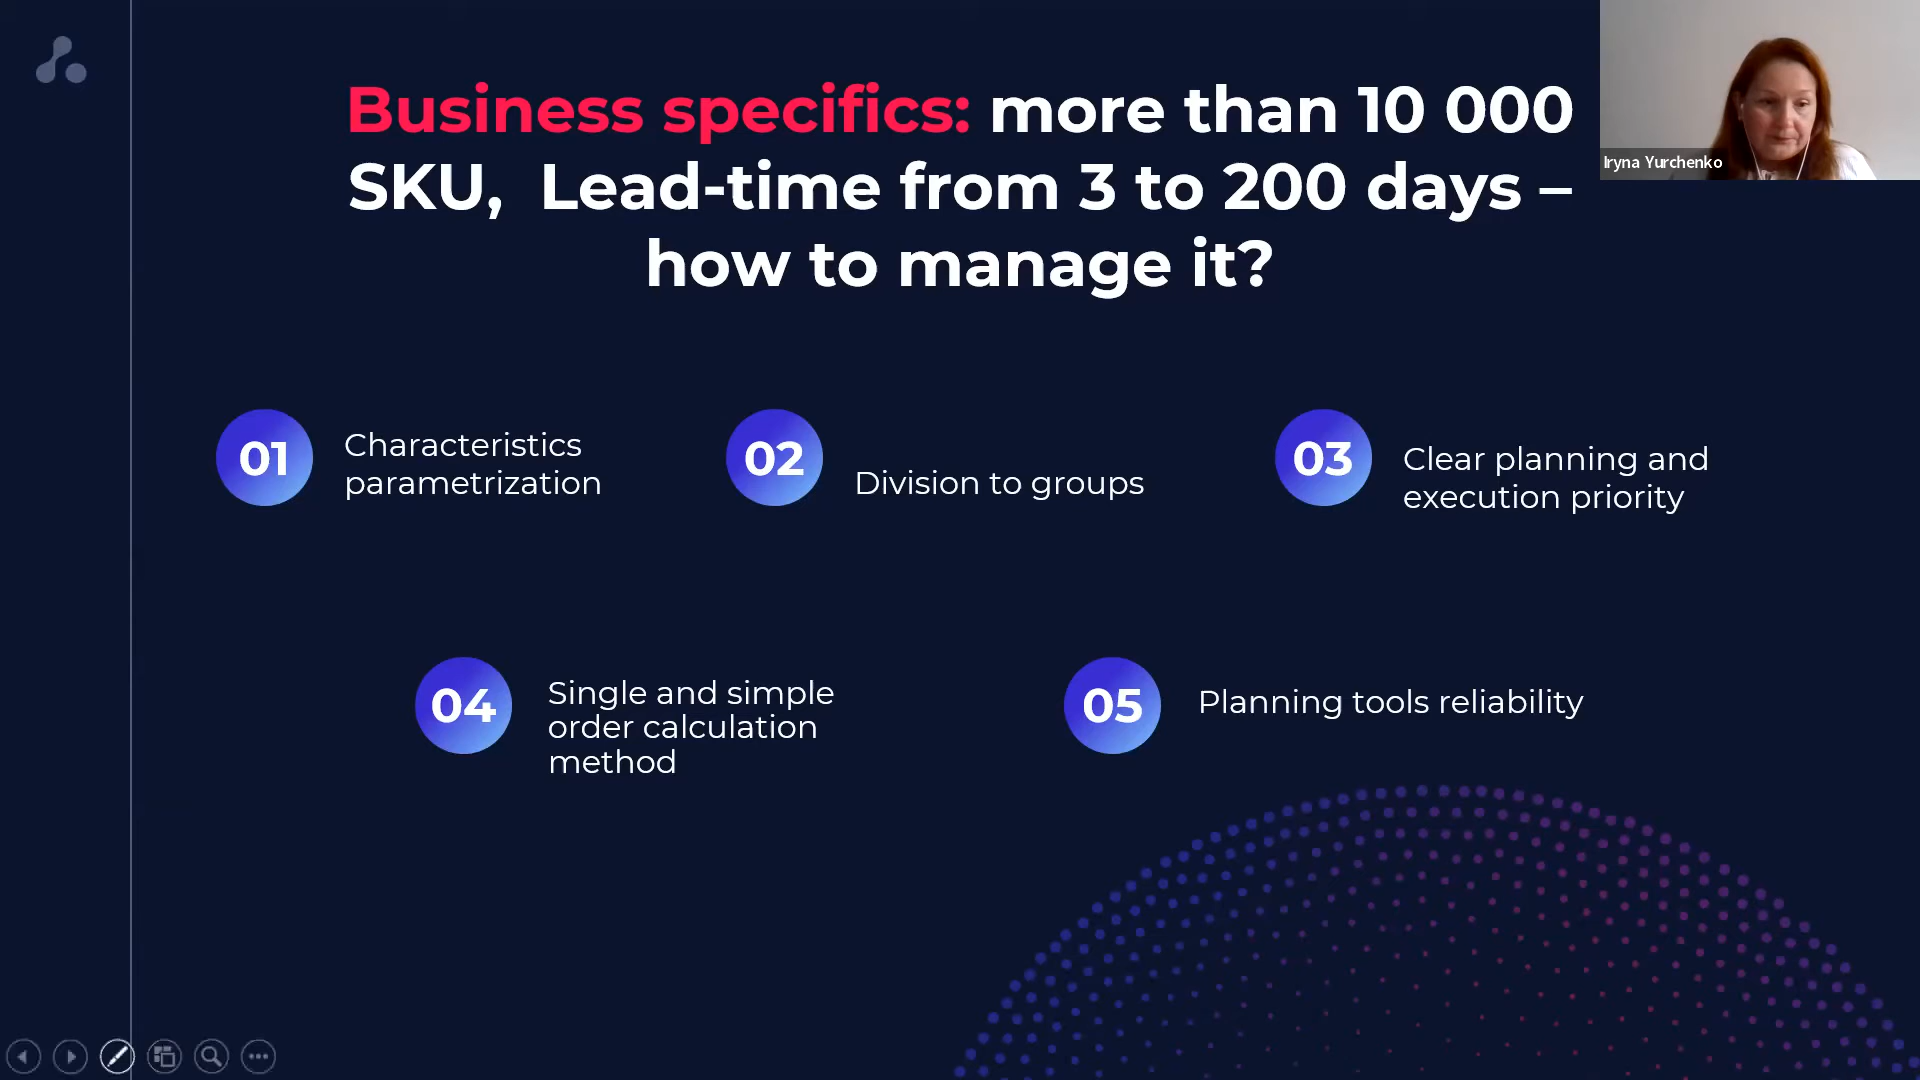 Business specifics: more than 10 000
SKU,  Lead-time from 3 to 200 days –
how to manage it?
Iryna Yurchenko
01
Characteristics
parametrization
02
Division to groups
03
Clear planning and
execution priority
04
Single and simple
order calculation
method
05
Planning tools reliability